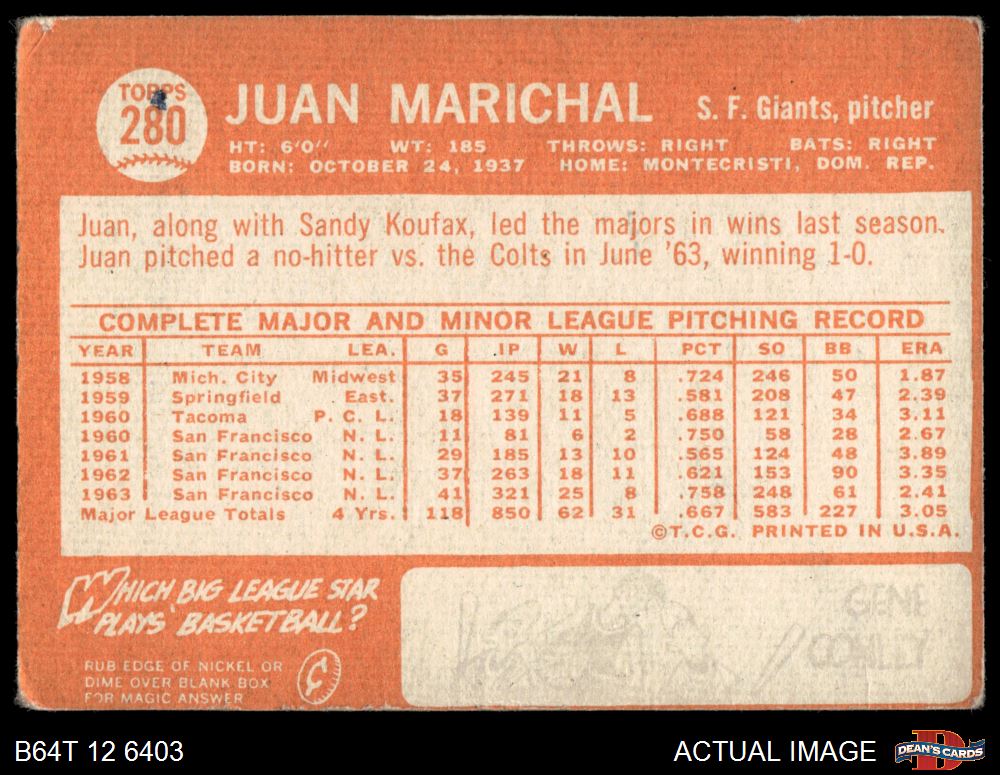 TOPPS
280
JUAN MARICHAL S. F. Giants, pitcher
HT: 6'0" WT: 185 THROWS: RIGHT BATS: RIGHT
BORN: OCTOBER 24, 1937 HOME: MONTECRISTI, DOM. REP.
Juan, along with Sandy Koufax, led the majors in wins last season.
Juan pitched a no-hitter vs. the Colts in June '63, winning 1-0.
COMPLETE MAJOR AND MINOR LEAGUE PITCHING RECORD
YEAR TEAM LEA. G IP W L PCT SO BB ERA
1958 Mich. City Midwest 35 245 21 8 .724 246 50 1.87
1959 Springfield East. 37 271 18 13 .581 208 47 2.39
1960 Tacoma P. C. L. 18 139 11 5 .688 121 34 3.11
1960 San Francisco N. L. 11 81 6 2 .750 58 28 2.67
1961 San Francisco N. L. 29 185 13 10 .565 124 48 3.89
1962 San Francisco N. L. 37 263 18 11 .621 153 90 3.35
1963 San Francisco N. L. 41 321 25 8 .758 248 61 2.41
Major League Totals 4 Yrs. 118 850 62 31 .667 583 227 3.05
©T.C.G. PRINTED IN U.S.A.
WHICH BIG LEAGUE STAR
PLAYS BASKETBALL?
RUB EDGE OF NICKEL OR
DIME OVER BLANK BOX
FOR MAGIC ANSWER
GENE
CONLEY
B64T 12 6403 ACTUAL IMAGE
D
DEAN'S CARDS